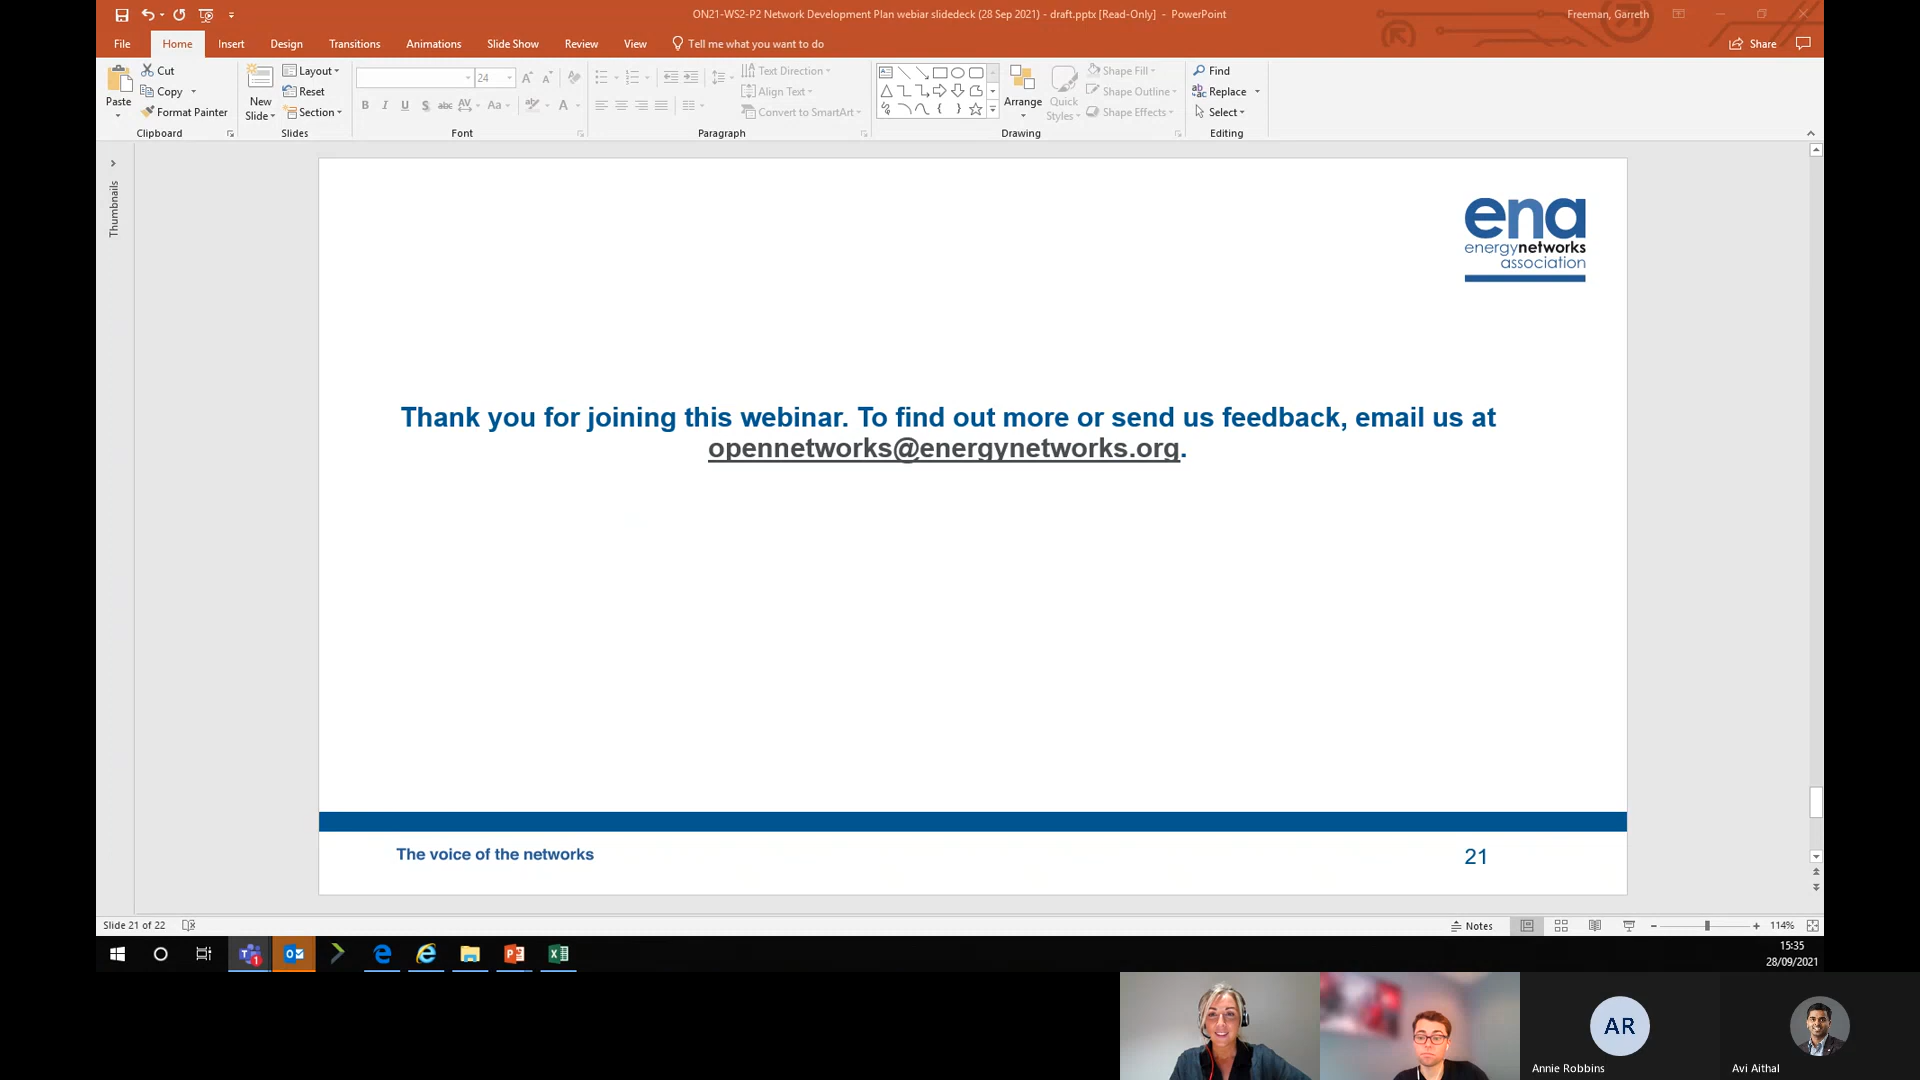 ON21-WS2-P2 Network Development Plan webiar slidedeck (28 Sep 2021) - draft.pptx [Read-Only] - PowerPoint
Freeman, Garreth
File Home Insert Design Transitions Animations Slide Show Review View Tell me what you want to do
Share
Paste
Cut
Copy
Format Painter
Clipboard
New
Slide
Layout
Reset
Section
Slides
24
B I U S abc AV Aa A
Font
Text Direction
Align Text
Convert to SmartArt
Paragraph
Arrange
Quick
Styles
Shape Fill
Shape Outline
Shape Effects
Drawing
Find
Replace
Select
Editing
Thumbnails
ena
energynetworks
association
Thank you for joining this webinar. To find out more or send us feedback, email us at
opennetworks@energynetworks.org.
The voice of the networks
21
Slide 21 of 22
Notes
114%
15:35
28/09/2021
AR
Annie Robbins
Avi Aithal